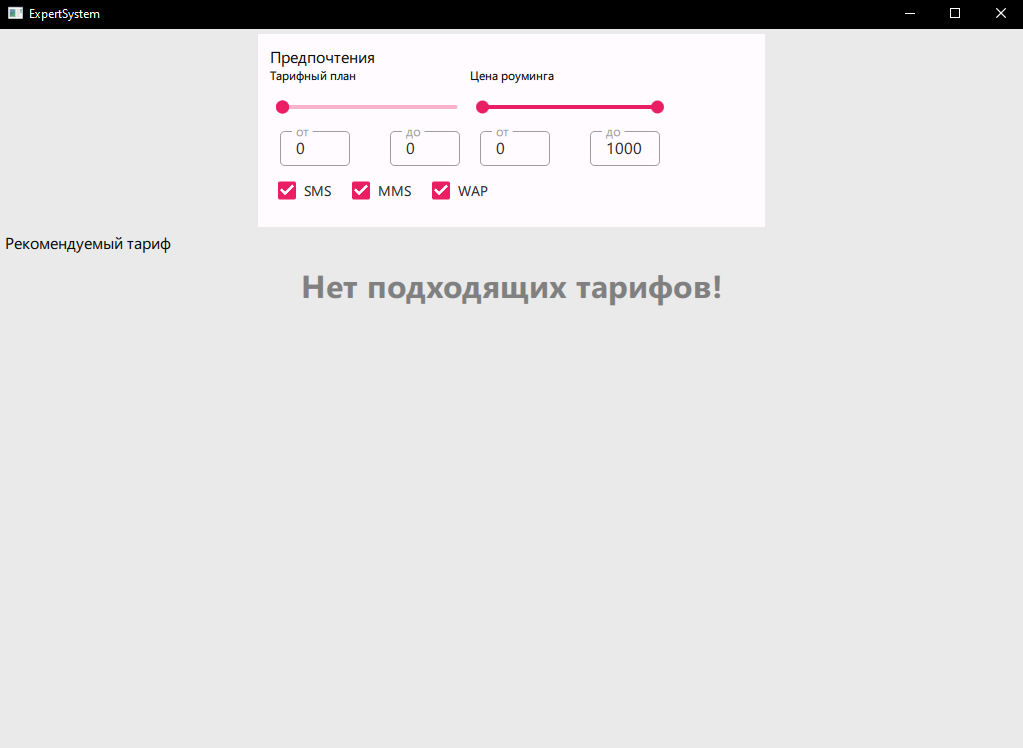 ExpertSystem
Предпочтения
Тарифный план
Цена роуминга
от
до
от
до
0
0
0
1000
SMS
MMS
WAP
Рекомендуемый тариф
Нет подходящих тарифов!